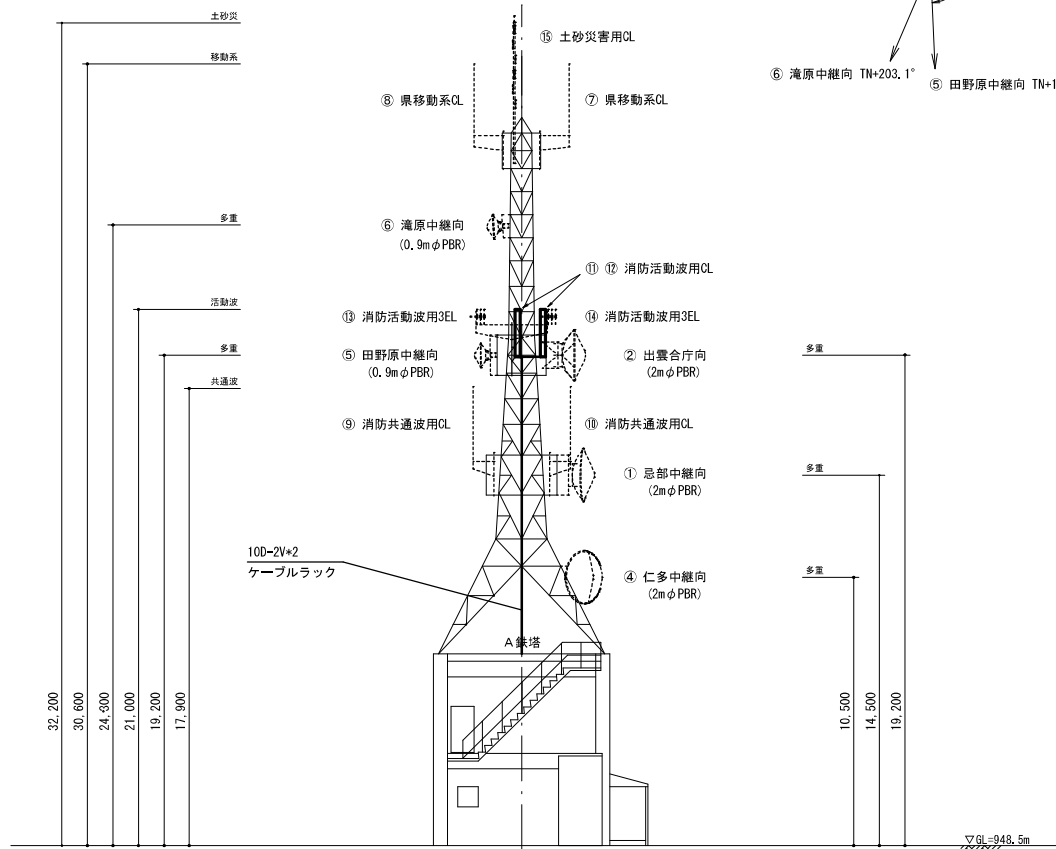 土砂災
⑮ 土砂災害用CL
移動系
⑥ 滝原中継向 TN+203.1°
⑤ 田野原中継向 TN+1
⑧ 県移動系CL
⑦ 県移動系CL
多重
⑥ 滝原中継向
(0.9mφPBR)
⑪ ⑫ 消防活動波用CL
活動波
⑬ 消防活動波用3EL
⑭ 消防活動波用3EL
多重
⑤ 田野原中継向
(0.9mφPBR)
② 出雲合庁向
(2mφPBR)
多重
共通波
⑨ 消防共通波用CL
⑩ 消防共通波用CL
① 忌部中継向
(2mφPBR)
多重
10D-2V*2
ケーブルラック
④ 仁多中継向
(2mφPBR)
多重
A鉄塔
32,200
30,600
24,300
21,000
19,200
17,900
10,500
14,500
19,200
▽GL=948.5m